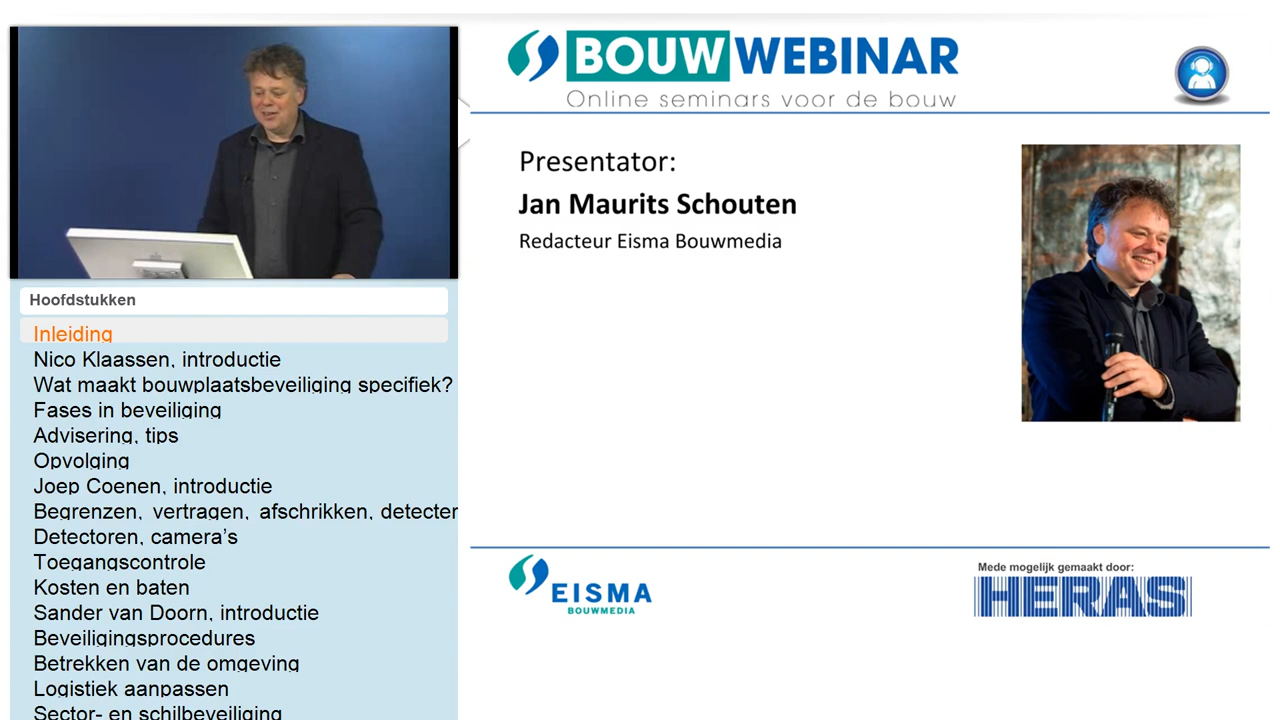 BOUWWEBINAR
Online seminars voor de bouw
Presentator:
Jan Maurits Schouten
Redacteur Eisma Bouwmedia
Hoofdstukken
Inleiding
Nico Klaassen, introductie
Wat maakt bouwplaatsbeveiliging specifiek?
Fases in beveiliging
Advisering, tips
Opvolging
Joep Coenen, introductie
Begrenzen, vertragen, afschrikken, detecter
Detectoren, camera’s
Toegangscontrole
Kosten en baten
Sander van Doorn, introductie
Beveiligingsprocedures
Betrekken van de omgeving
Logistiek aanpassen
Sector- en schilbeveiliging
EISMA
BOUWMEDIA
Mede mogelijk gemaakt door:
HERAS